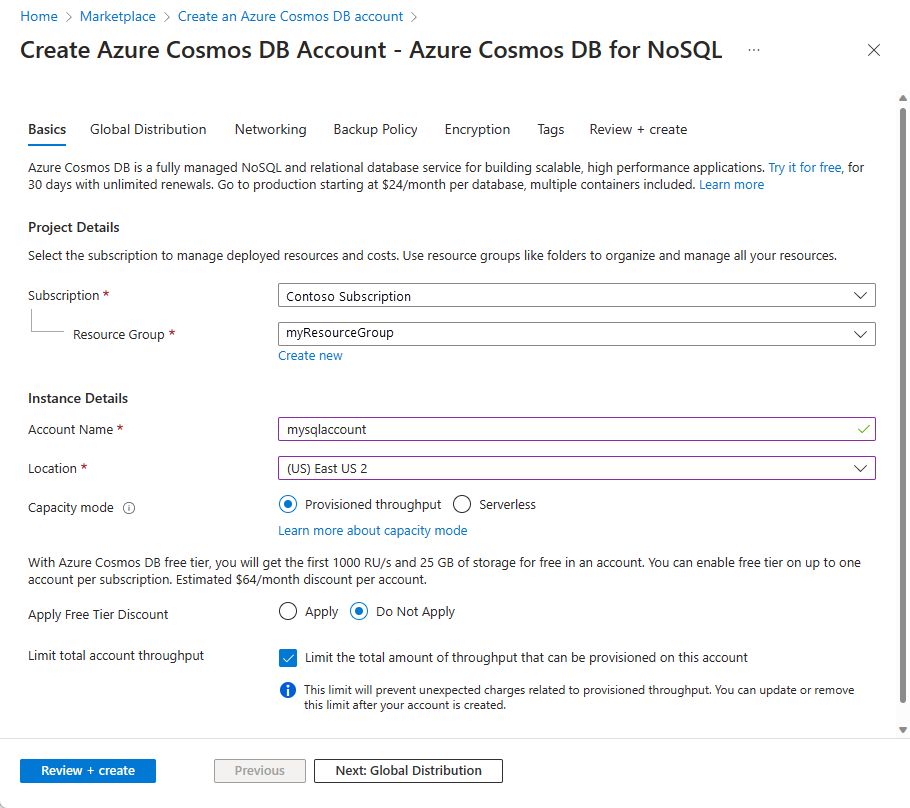 Home > Marketplace > Create an Azure Cosmos DB account >
Create Azure Cosmos DB Account - Azure Cosmos DB for NoSQL ...
Basics Global Distribution Networking Backup Policy Encryption Tags Review + create
Azure Cosmos DB is a fully managed NoSQL and relational database service for building scalable, high performance applications. Try it for free, for
30 days with unlimited renewals. Go to production starting at $24/month per database, multiple containers included. Learn more
Project Details
Select the subscription to manage deployed resources and costs. Use resource groups like folders to organize and manage all your resources.
Subscription * Contoso Subscription
Resource Group * myResourceGroup
Create new
Instance Details
Account Name * mysqlaccount
Location * (US) East US 2
Capacity mode Provisioned throughput Serverless
Learn more about capacity mode
With Azure Cosmos DB free tier, you will get the first 1000 RU/s and 25 GB of storage for free in an account. You can enable free tier on up to one
account per subscription. Estimated $64/month discount per account.
Apply Free Tier Discount Apply Do Not Apply
Limit total account throughput Limit the total amount of throughput that can be provisioned on this account
This limit will prevent unexpected charges related to provisioned throughput. You can update or remove
this limit after your account is created.
Review + create Previous Next: Global Distribution